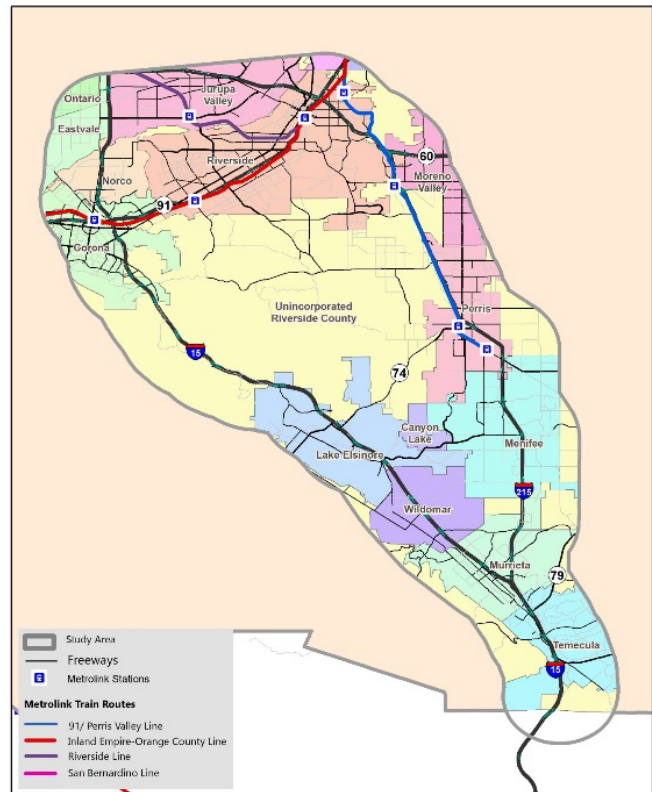 Ontario
Jurupa
Valley
Eastvale
Riverside
60
Moreno
Valley
Norco
91
Corona
Unincorporated
Riverside County
Perris
15
74
Canyon
Lake
Menifee
Lake Elsinore
215
Wildomar
Murrieta
79
Temecula
15
Study Area
Freeways
Metrolink Stations
Metrolink Train Routes
91/ Perris Valley Line
Inland Empire-Orange County Line
Riverside Line
San Bernardino Line